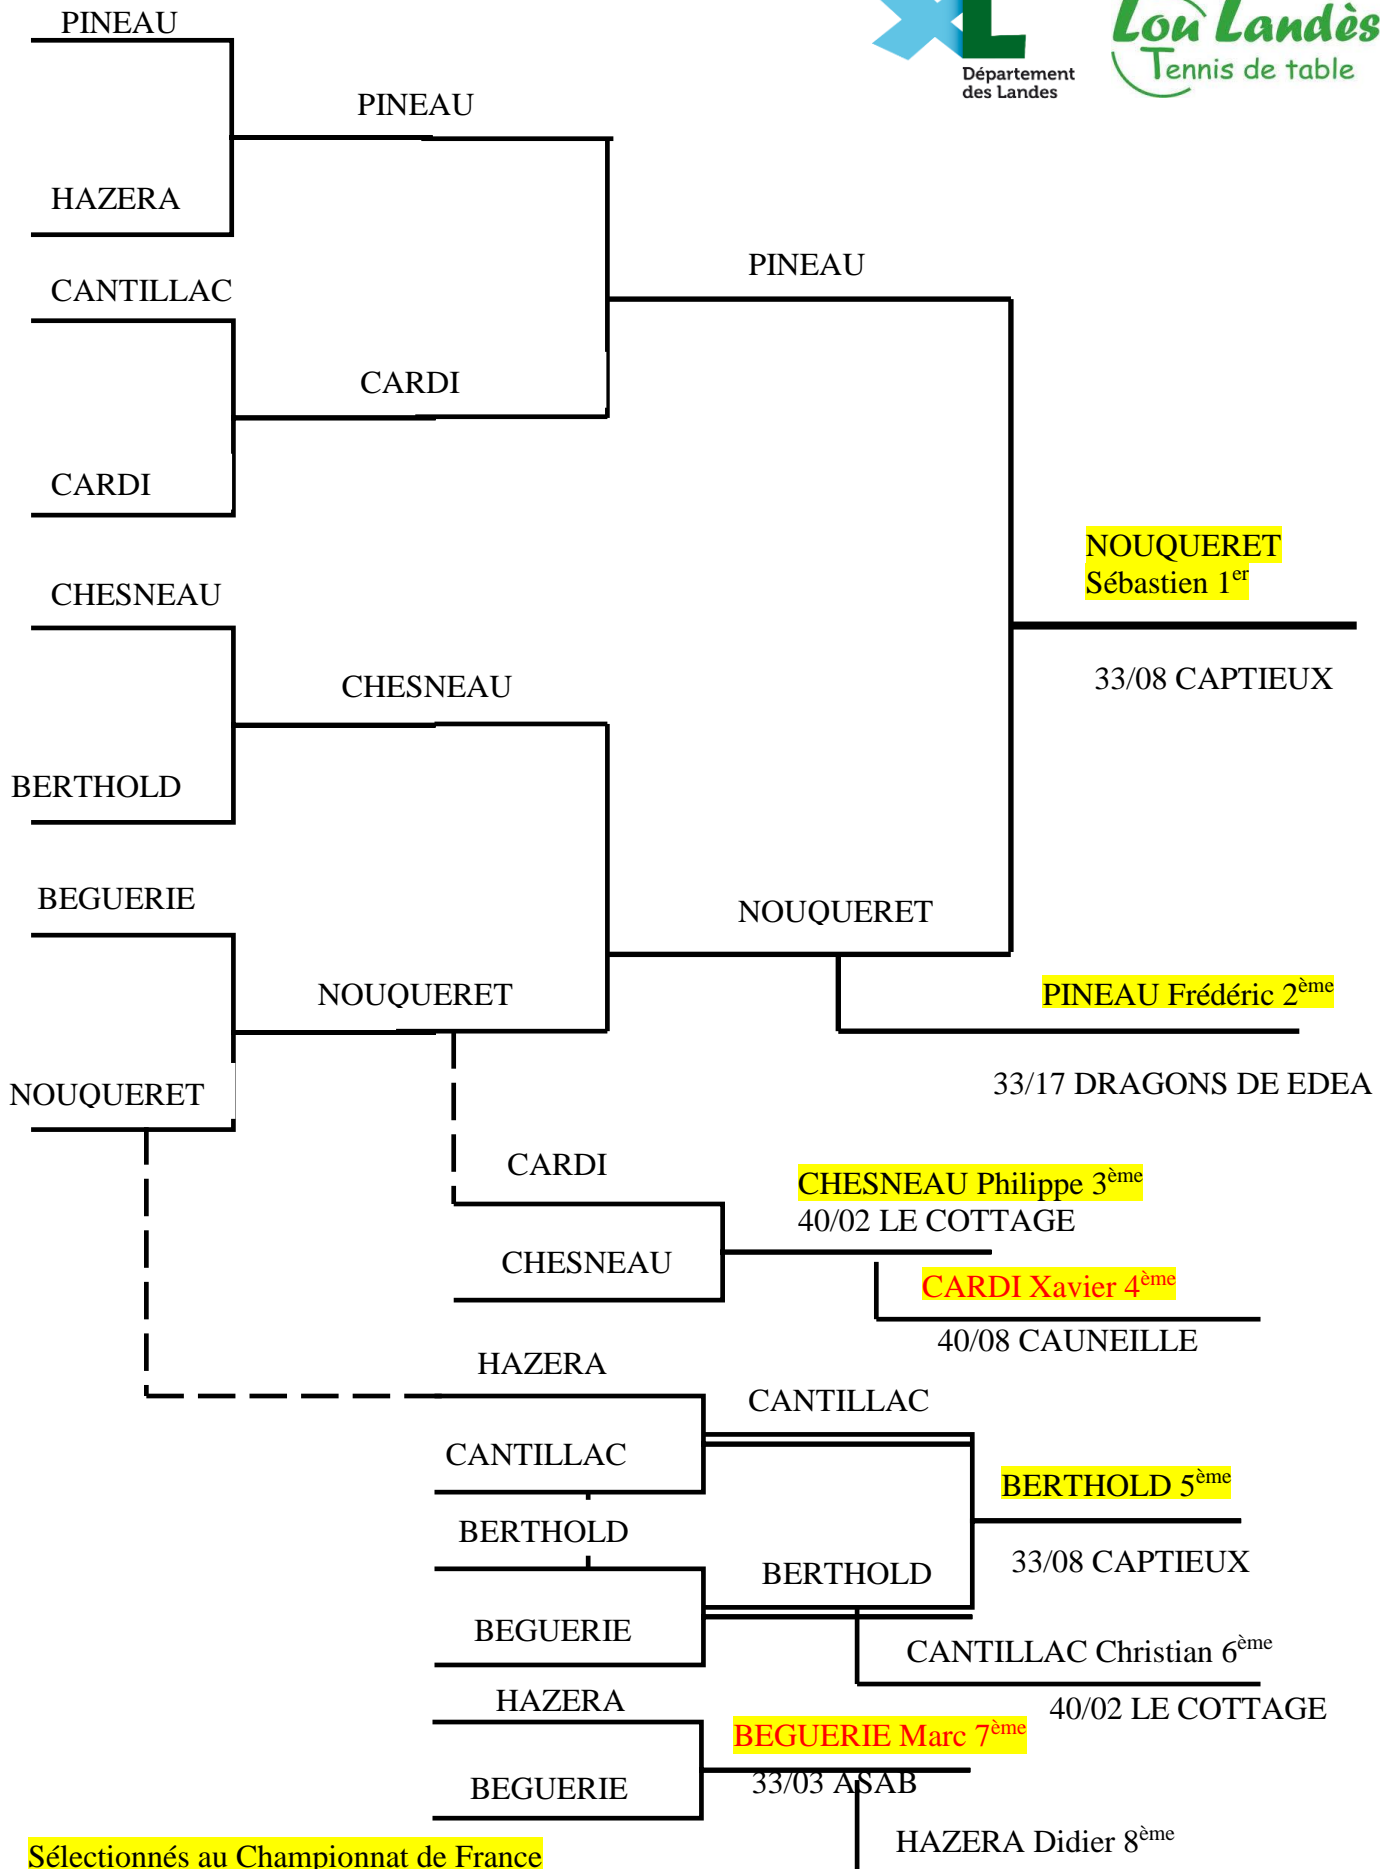 PINEAU
Département
des Landes
Lou Landès
Tennis de table
PINEAU
HAZERA
PINEAU
CANTILLAC
CARDI
CARDI
NOUQUERET
Sébastien 1er
CHESNEAU
33/08 CAPTIEUX
CHESNEAU
BERTHOLD
BEGUERIE
NOUQUERET
NOUQUERET
PINEAU Frédéric 2ème
33/17 DRAGONS DE EDEA
NOUQUERET
CARDI
CHESNEAU Philippe 3ème
40/02 LE COTTAGE
CHESNEAU
CARDI Xavier 4ème
40/08 CAUNEILLE
HAZERA
CANTILLAC
CANTILLAC
BERTHOLD 5ème
BERTHOLD
33/08 CAPTIEUX
BERTHOLD
BEGUERIE
CANTILLAC Christian 6ème
40/02 LE COTTAGE
HAZERA
BEGUERIE Marc 7ème
33/03 ASAB
BEGUERIE
HAZERA Didier 8ème
Sélectionnés au Championnat de France